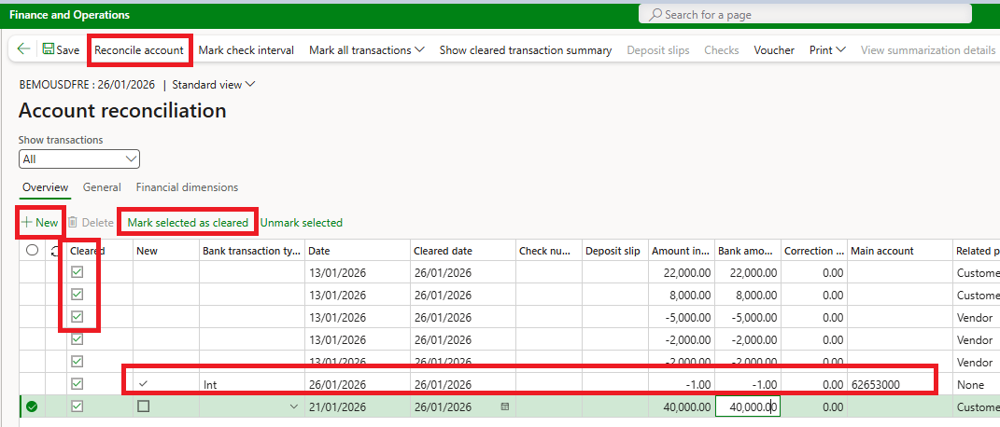 Finance and Operations
Search for a page
Save Reconcile account Mark check interval Mark all transactions Show cleared transaction summary Deposit slips Checks Voucher Print View summarization details
BEMOUSDFRE : 26/01/2026 | Standard view
Account reconciliation
Show transactions
All
Overview General Financial dimensions
New Delete Mark selected as cleared Unmark selected
Cleared New Bank transaction ty... Date Cleared date Check nu... Deposit slip Amount in... Bank amo... Correction ... Main account Related p
13/01/2026 26/01/2026 22,000.00 22,000.00 0.00 Custome
13/01/2026 26/01/2026 8,000.00 8,000.00 0.00 Custome
13/01/2026 26/01/2026 -5,000.00 -5,000.00 0.00 Vendor
13/01/2026 26/01/2026 -2,000.00 -2,000.00 0.00 Vendor
13/01/2026 26/01/2026 -2,000.00 -2,000.00 0.00 Vendor
Int 26/01/2026 26/01/2026 -1.00 -1.00 0.00 62653000 None
21/01/2026 26/01/2026 40,000.00 40,000.00 0.00 Custome